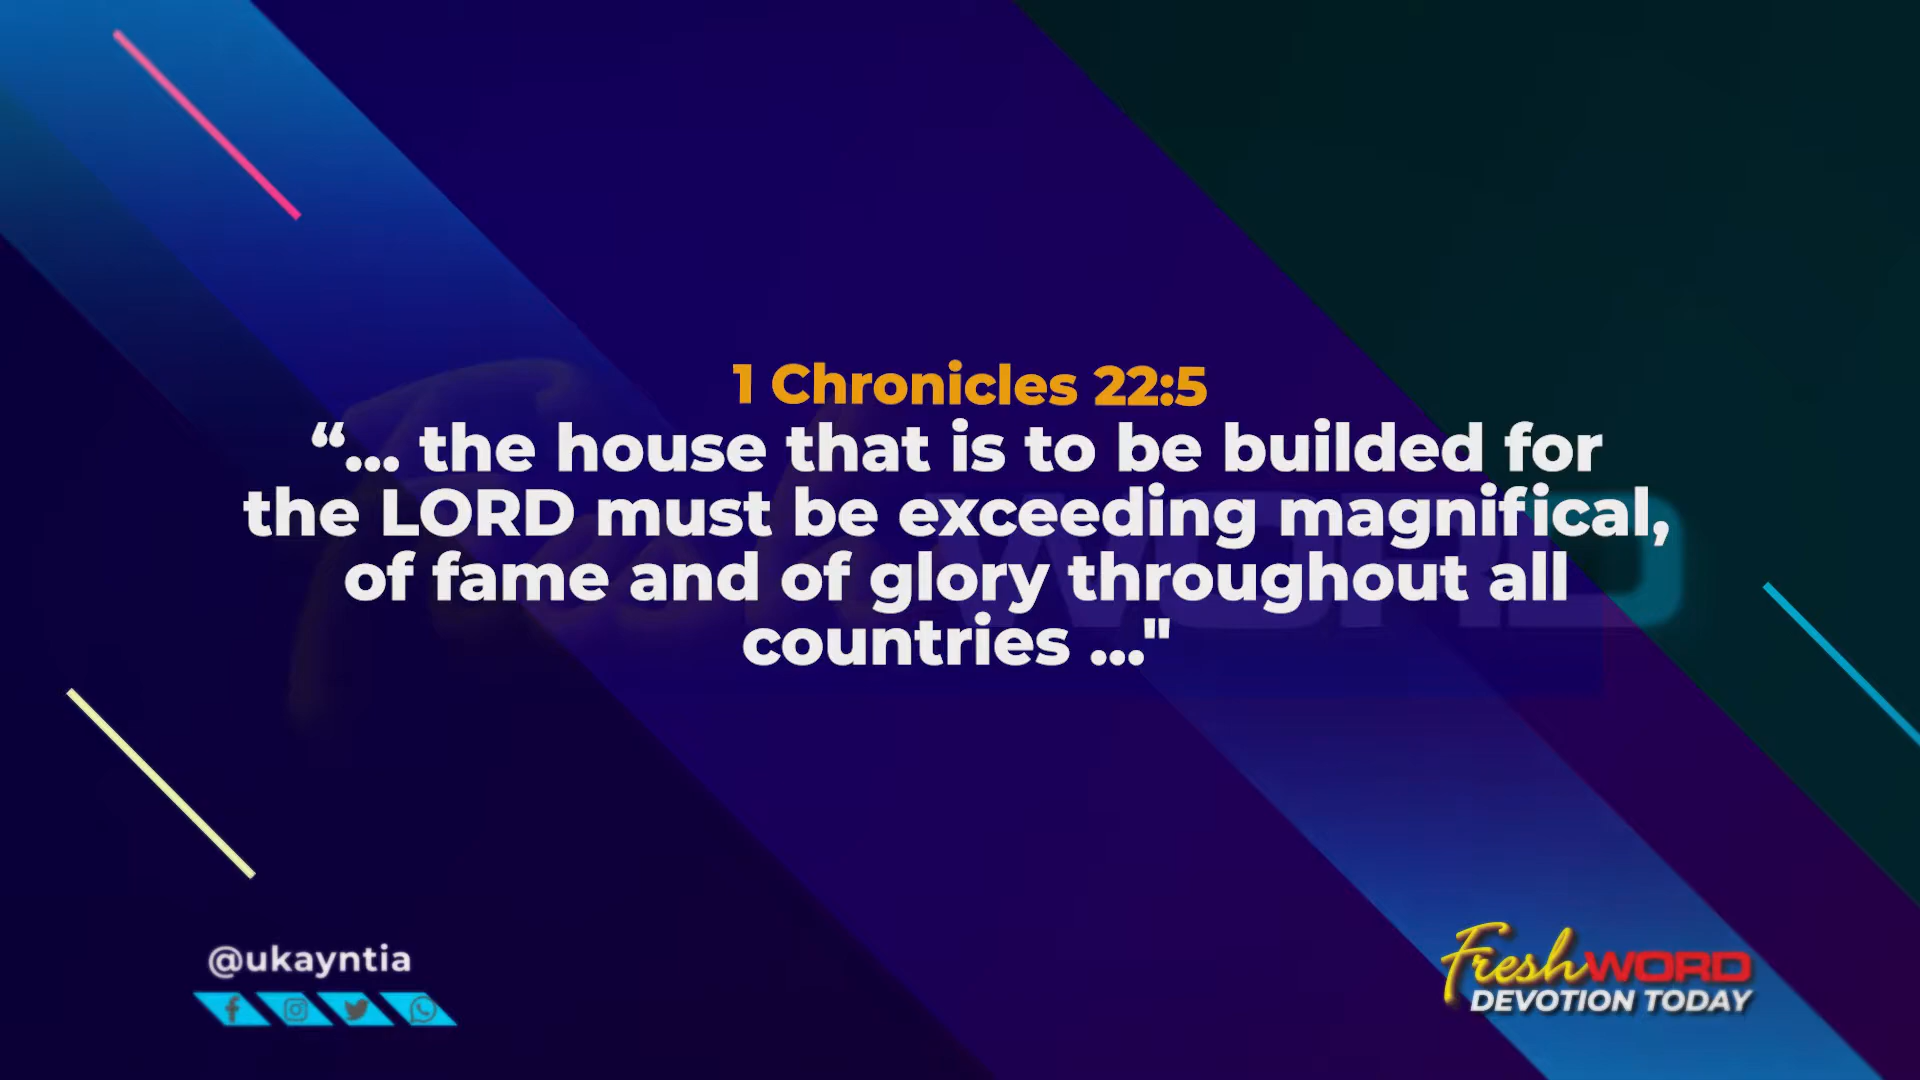 1 Chronicles 22:5
“... the house that is to be builded for
the LORD must be exceeding magnifical,
of fame and of glory throughout all
countries ..."
WORD
@ukayntia
FreshWORD
DEVOTION TODAY